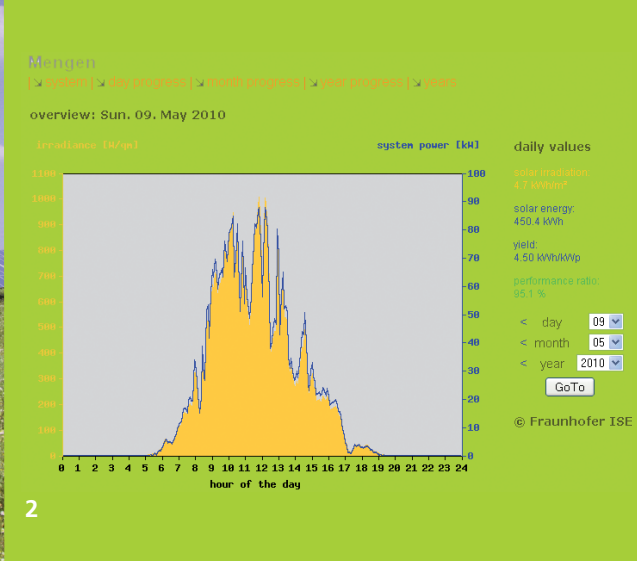 Mengen
| system | day progress | month progress | year progress | years
overview: Sun, 09. May 2010
irradiance [W/qm]
system power [kW]
1100
1000
900
800
700
600
500
400
300
200
100
0
100
90
80
70
60
50
40
30
20
10
0
0 1 2 3 4 5 6 7 8 9 10 11 12 13 14 15 16 17 18 19 20 21 22 23 24
hour of the day
daily values
solar irradiation:
4.7 kWh/m²
solar energy:
450.4 kWh
yield:
4.50 kWh/kWp
performance ratio:
95.1 %
< day 09
< month 05
< year 2010
GoTo
© Fraunhofer ISE
2